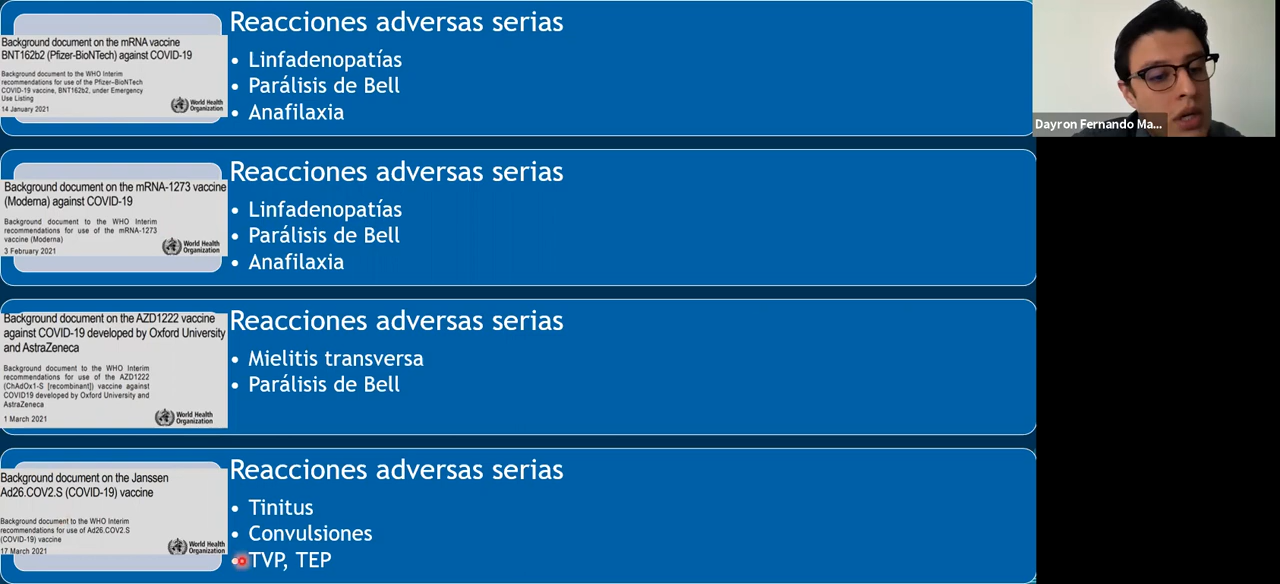 Reacciones adversas serias
Background document on the mRNA vaccine
BNT162b2 (Pfizer-BioNTech) against COVID-19
Background document to the WHO Interim
recommendations for use of the Pfizer–BioNTech
COVID-19 vaccine, BNT162b2, under Emergency
Use Listing
14 January 2021
World Health
Organization
• Linfadenopatías
• Parálisis de Bell
• Anafilaxia
Dayron Fernando Ma...
Reacciones adversas serias
Background document on the mRNA-1273 vaccine
(Moderna) against COVID-19
Background document to the WHO Interim
recommendations for use of the mRNA-1273
vaccine (Moderna)
3 February 2021
World Health
Organization
• Linfadenopatías
• Parálisis de Bell
• Anafilaxia
Reacciones adversas serias
Background document on the AZD1222 vaccine
against COVID-19 developed by Oxford University
and AstraZeneca
Background document to the WHO Interim
recommendations for use of the AZD1222
(ChAdOx1-S [recombinant]) vaccine against
COVID19 developed by Oxford University and
AstraZeneca
1 March 2021
World Health
Organization
• Mielitis transversa
• Parálisis de Bell
Reacciones adversas serias
Background document on the Janssen
Ad26.COV2.S (COVID-19) vaccine
Background document to the WHO Interim
recommendations for use of Ad26.COV2.S
(COVID-19) vaccine
17 March 2021
World Health
Organization
• Tinitus
• Convulsiones
• TVP, TEP